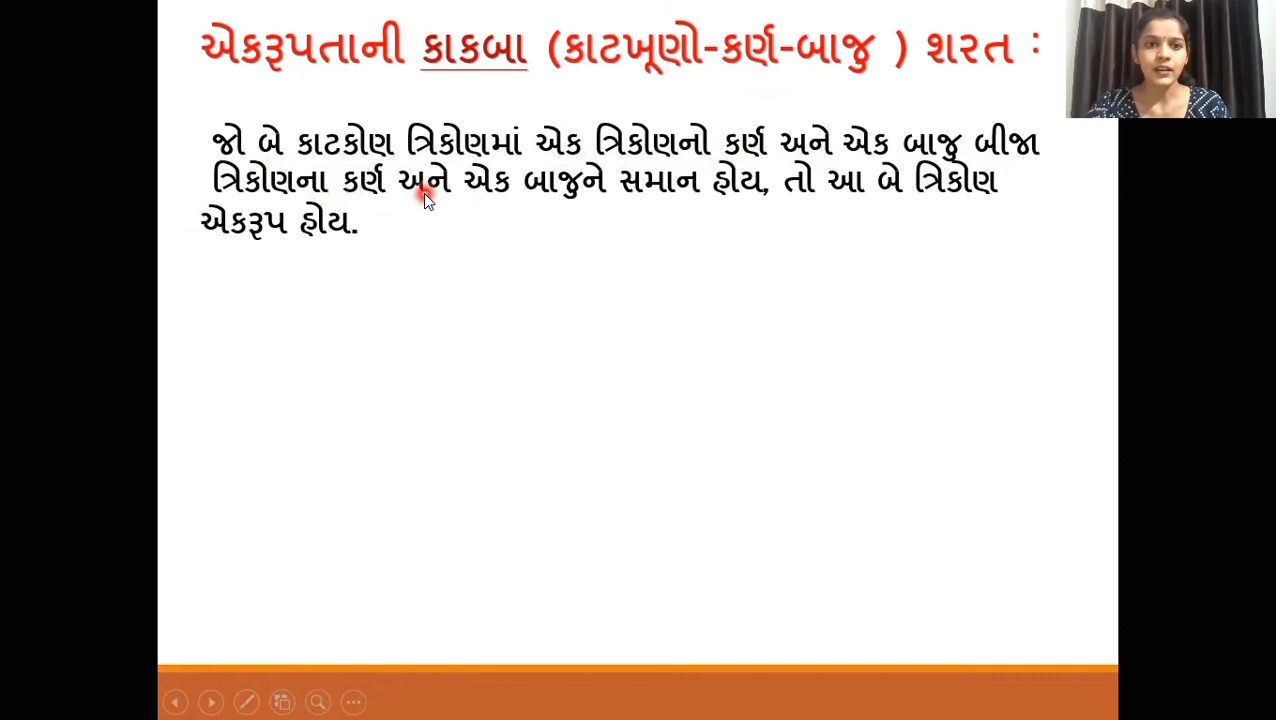 એકરૂપતાની કાકબા (કાટખૂણો-કર્ણ-બાજુ ) શરત :
જો બે કાટકોણ ત્રિકોણમાં એક ત્રિકોણનો કર્ણ અને એક બાજુ બીજા
ત્રિકોણના કર્ણ અને એક બાજુને સમાન હોય, તો આ બે ત્રિકોણ
એકરૂપ હોય.